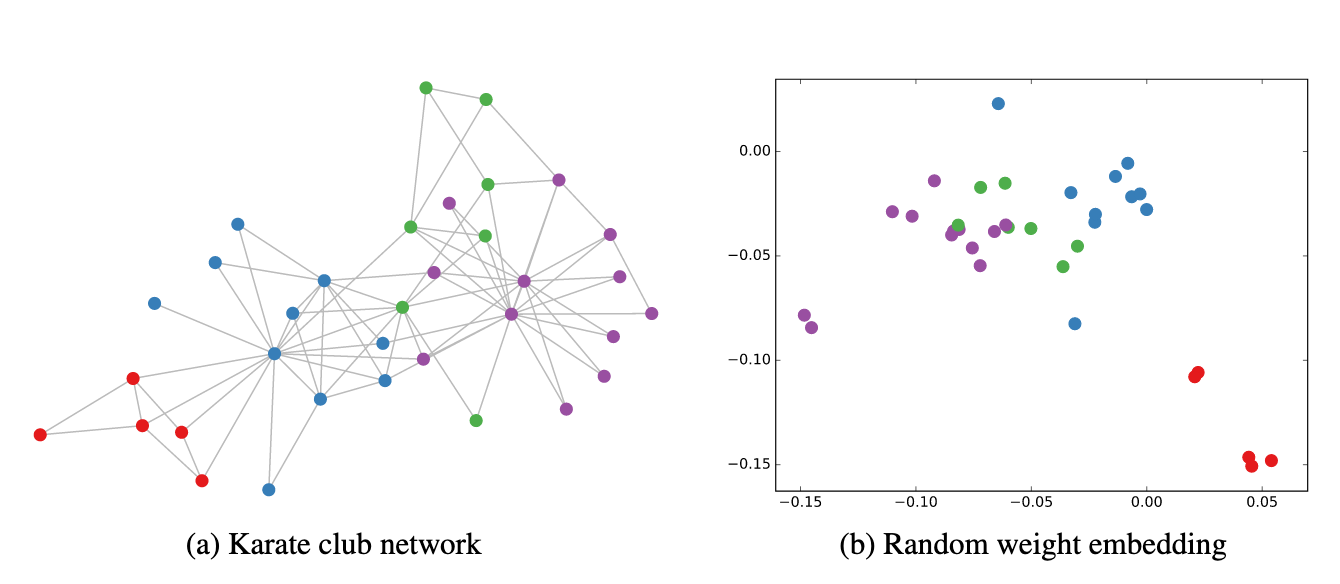 0.00
−0.05
−0.10
−0.15
−0.15 −0.10 −0.05 0.00 0.05
(a) Karate club network
(b) Random weight embedding